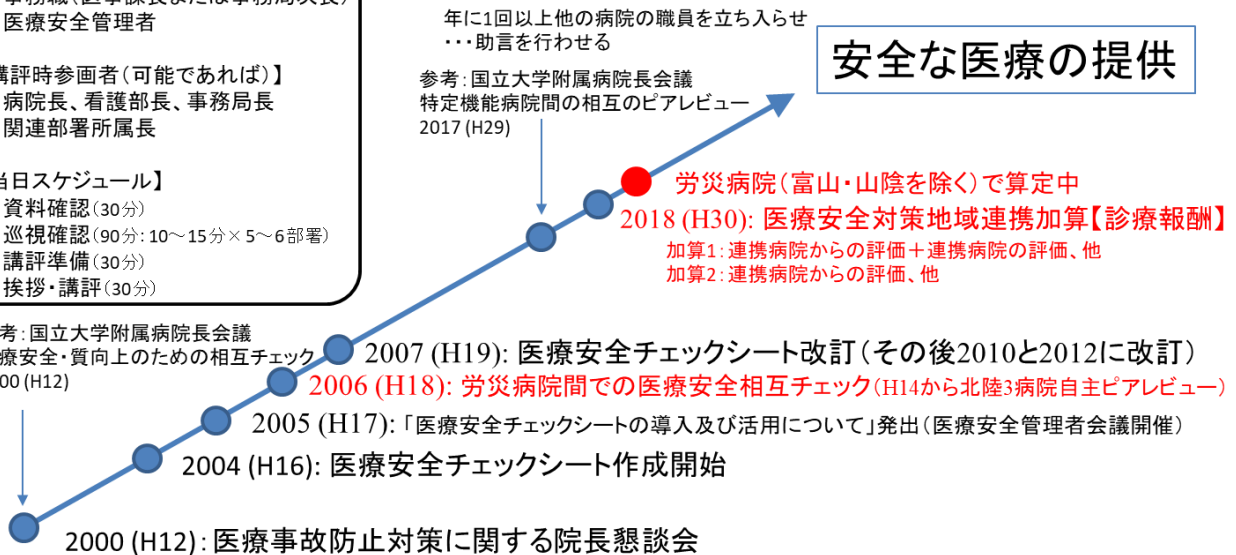 医療安全管理者
講評時参画者（可能であれば）】
病院長、看護部長、事務局長
関連部署所属長
当日スケジュール】
資料確認（30分）
巡視確認（90分：10～15分×5～6部署）
講評準備（30分）
挨拶・講評（30分）
年に1回以上他の病院の職員を立ち入らせ
・・・助言を行わせる
参考：国立大学附属病院長会議
特定機能病院間の相互のピアレビュー
2017 (H29)
安全な医療の提供
労災病院（富山・山陰を除く）で算定中
2018 (H30)： 医療安全対策地域連携加算【診療報酬】
加算1：連携病院からの評価＋連携病院の評価、他
加算2：連携病院からの評価、他
考：国立大学附属病院長会議
療安全・質向上のための相互チェック
00 (H12)
2007 (H19)： 医療安全チェックシート改訂（その後2010と2012に改訂）
2006 (H18)： 労災病院間での医療安全相互チェック（H14から北陸3病院自主ピアレビュー）
2005 (H17)：「医療安全チェックシートの導入及び活用について」発出（医療安全管理者会議開催）
2004 (H16)： 医療安全チェックシート作成開始
2000 (H12)：医療事故防止対策に関する院長懇談会